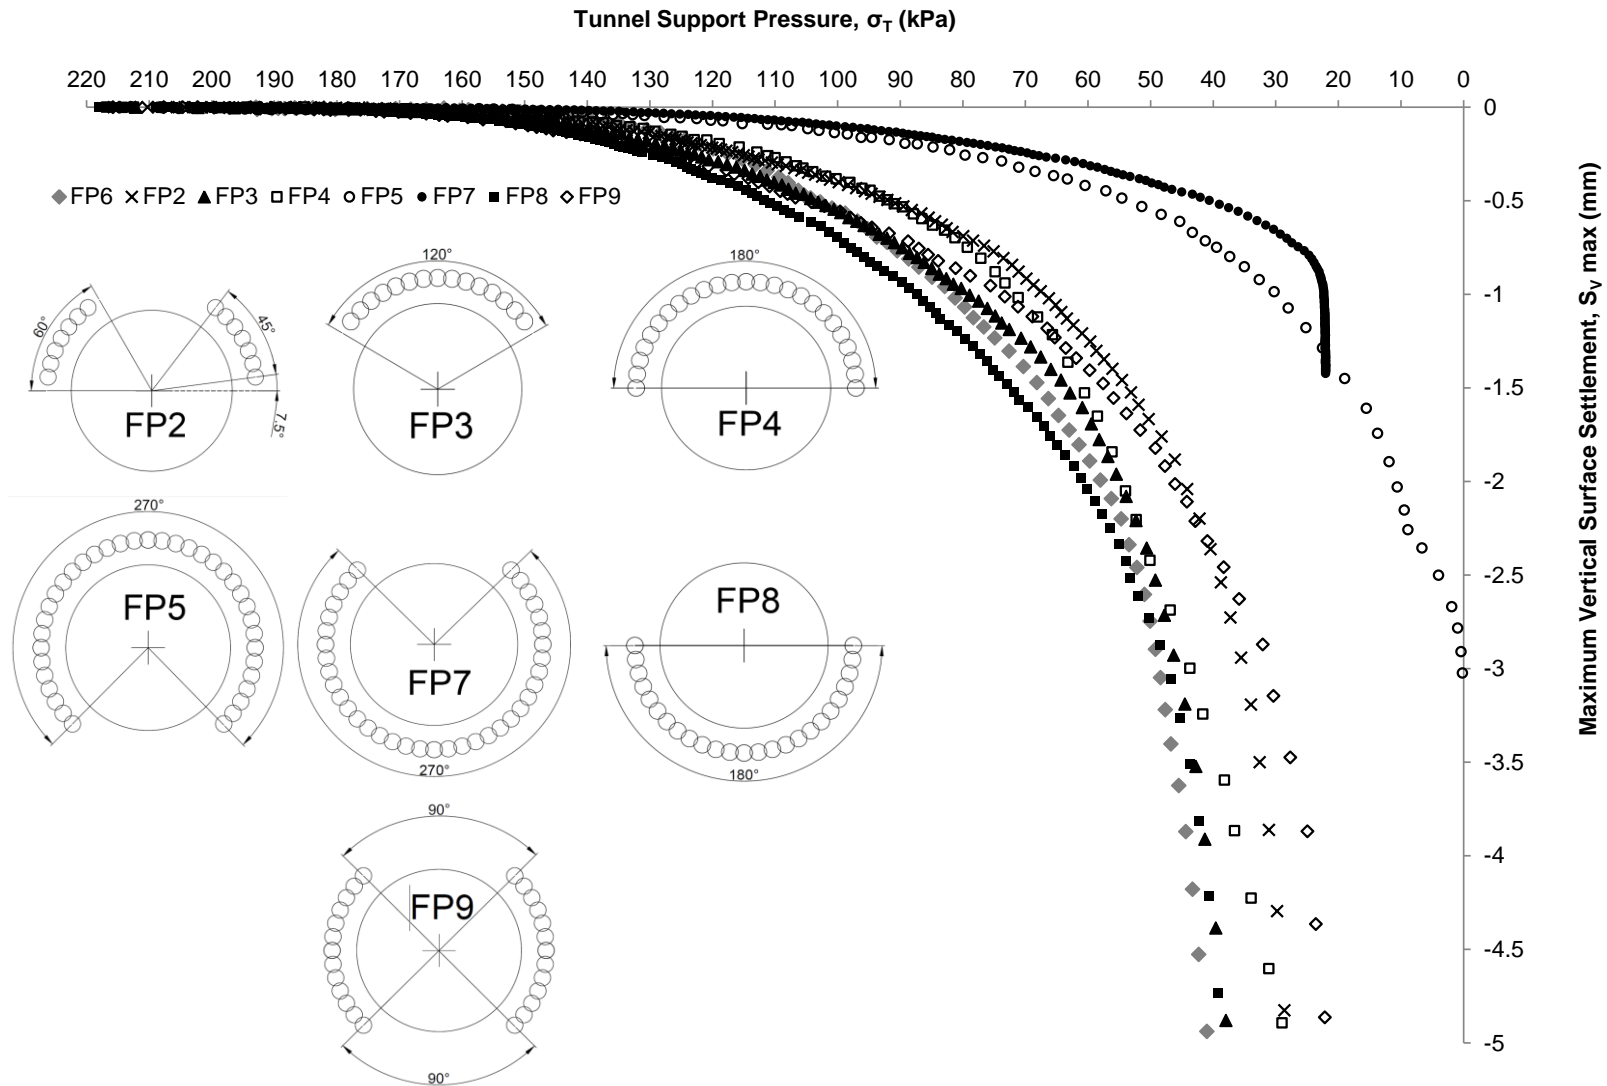 Tunnel Support Pressure, σT (kPa)
220 210 200 190 180 170 160 150 140 130 120 110 100 90 80 70 60 50 40 30 20 10 0
0
-0.5
-1
-1.5
-2
-2.5
-3
-3.5
-4
-4.5
-5
Maximum Vertical Surface Settlement, SV max (mm)
FP6 FP2 FP3 FP4 FP5 FP7 FP8 FP9
60°
45°
7.5°
FP2
120°
FP3
180°
FP4
270°
FP5
FP7
270°
FP8
180°
90°
FP9
90°